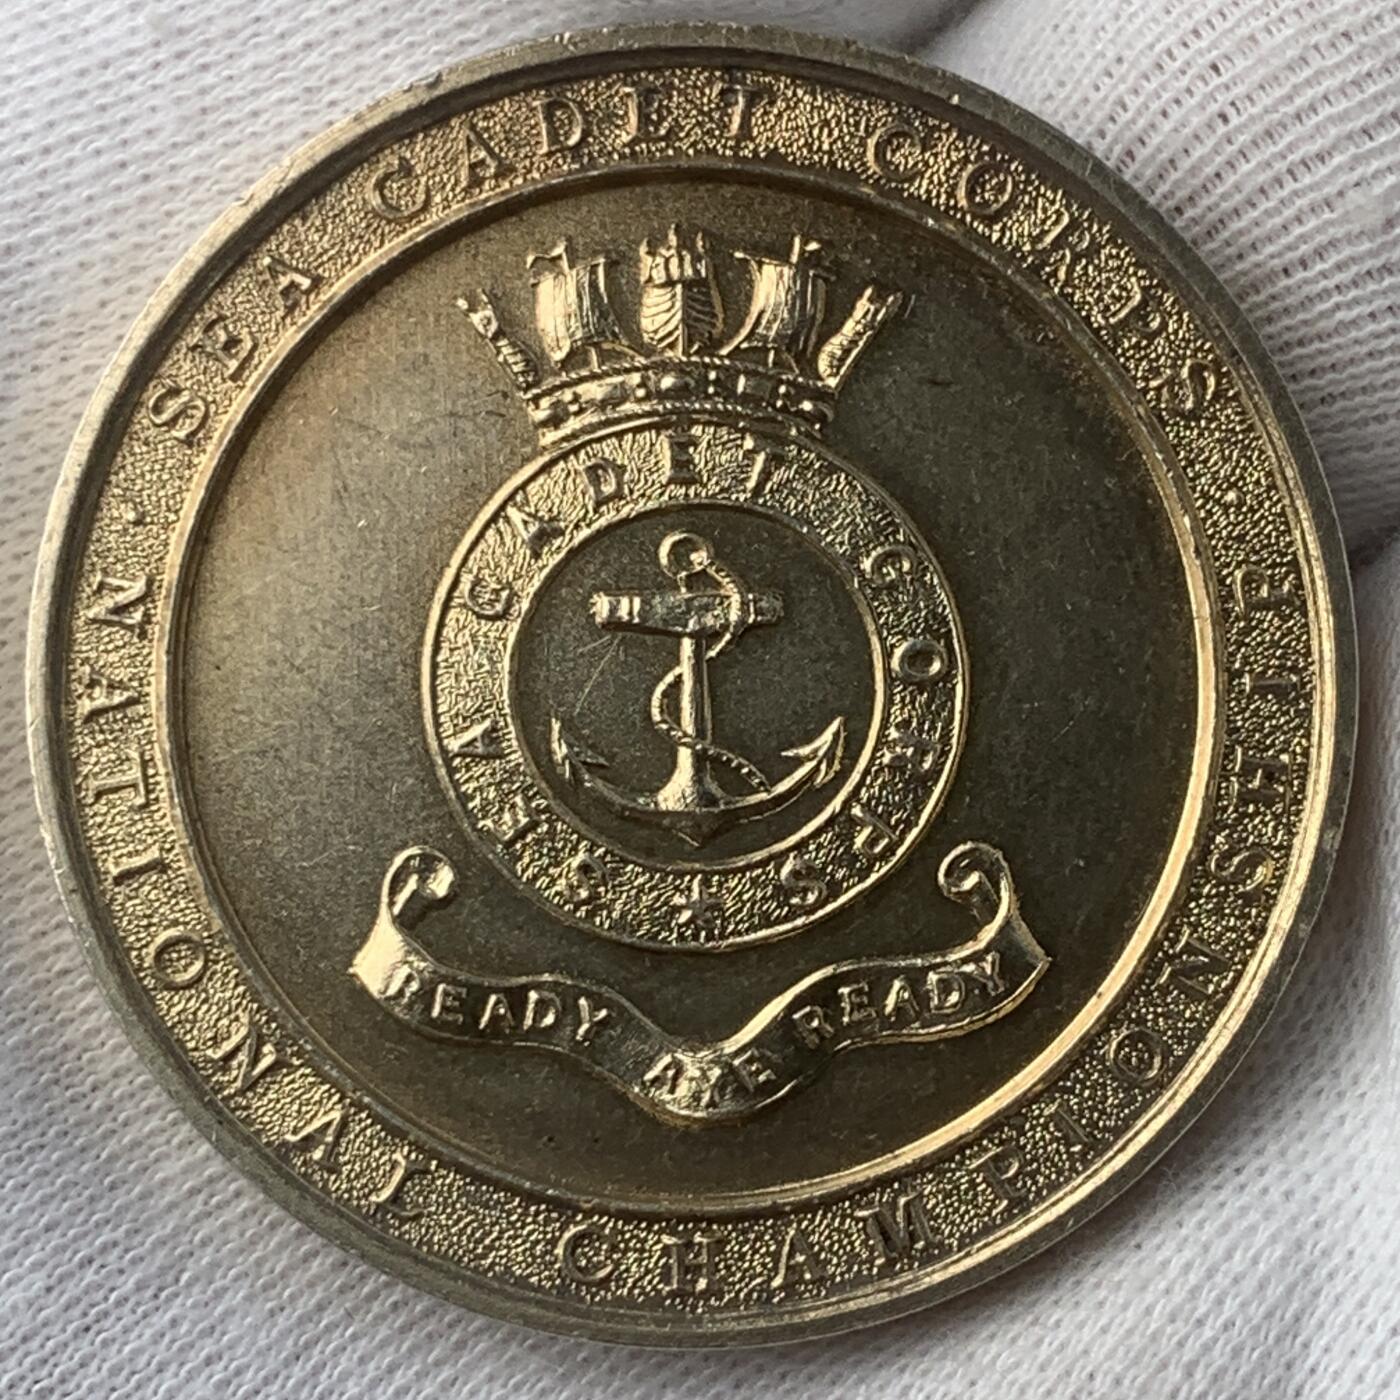 · SEA CADET CORPS ·
NATIONAL CHAMPIONSHIP
SEA CADET CORPS
READY AYE READY